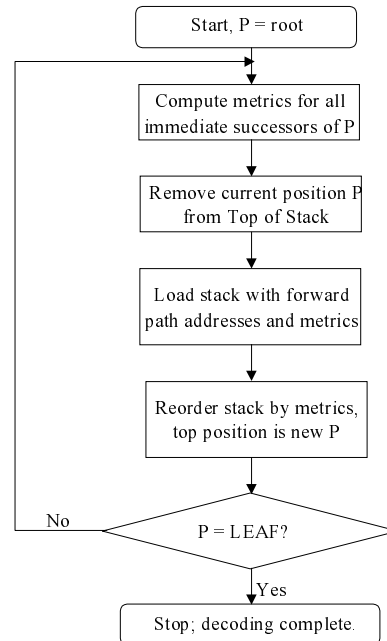 Start, P = root
Compute metrics for all
immediate successors of P
Remove current position P
from Top of Stack
Load stack with forward
path addresses and metrics
Reorder stack by metrics,
top position is new P
No
P = LEAF?
Yes
Stop; decoding complete.